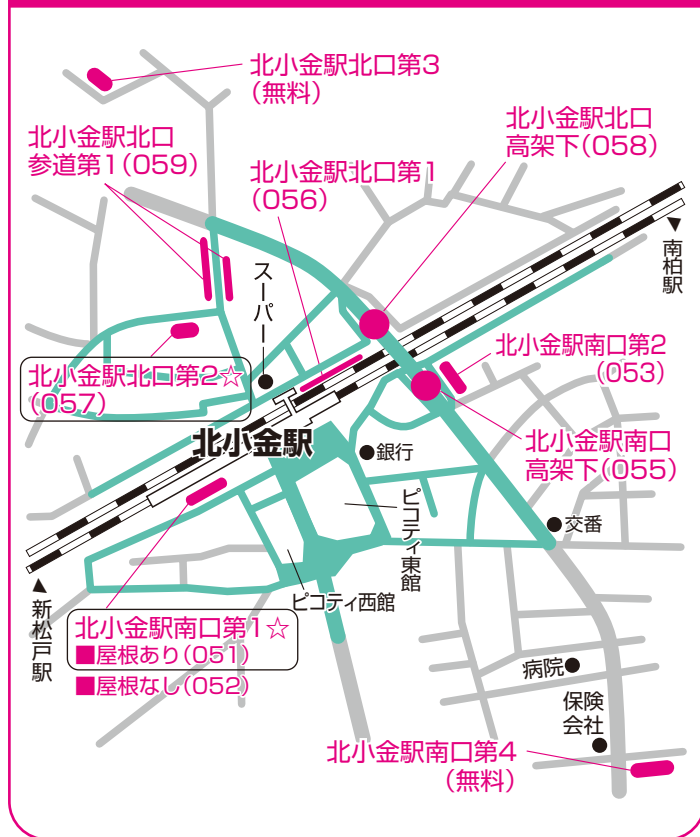 北小金駅北口第3
(無料)
北小金駅北口
高架下(058)
北小金駅北口
参道第1(059)
北小金駅北口第1
(056)
南柏駅
スーパー
北小金駅南口第2
(053)
北小金駅北口第2☆
(057)
北小金駅
銀行
北小金駅南口
高架下(055)
ピコティ東館
交番
ピコティ西館
新松戸駅
北小金駅南口第1☆
■屋根あり(051)
■屋根なし(052)
病院
保険
会社
北小金駅南口第4
(無料)